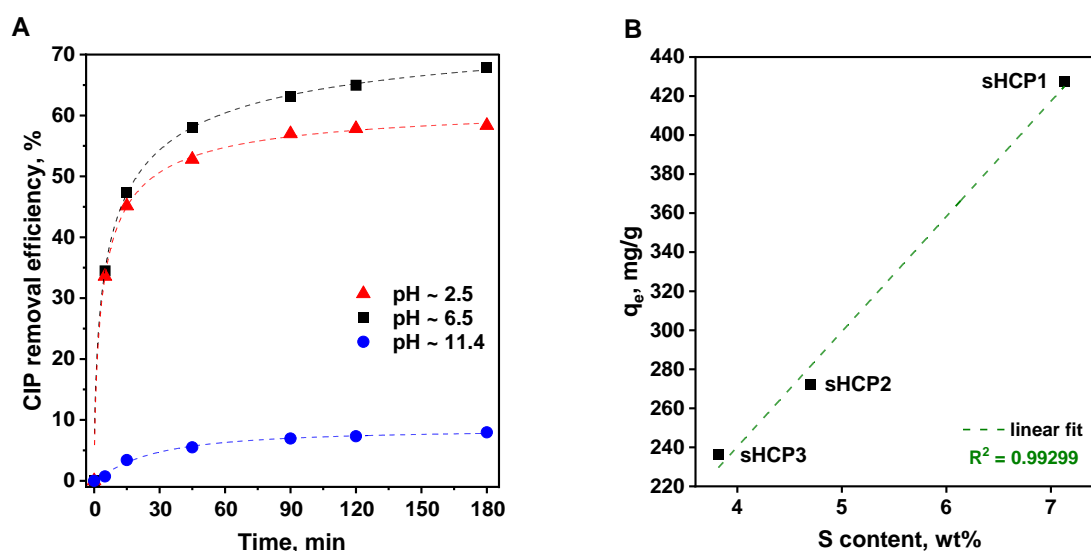 A
CIP removal efficiency, %
70
60
50
40
30
20
10
0
0 30 60 90 120 150 180
Time, min
pH ~ 2.5
pH ~ 6.5
pH ~ 11.4
B
qe, mg/g
440
420
400
380
360
340
320
300
280
260
240
220
4 5 6 7
S content, wt%
sHCP1
sHCP2
sHCP3
linear fit
R² = 0.99299